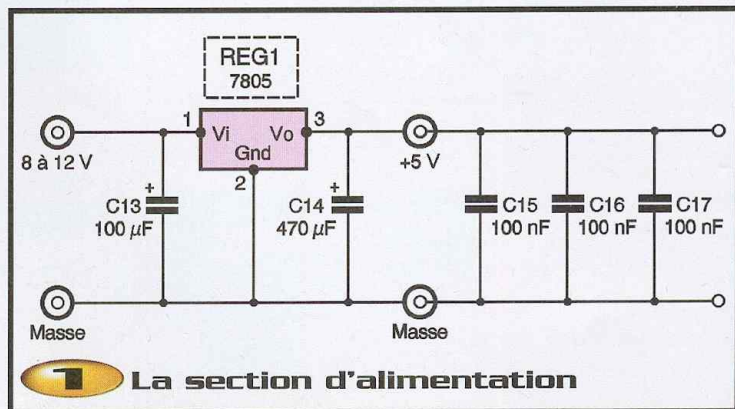 REG1
7805
1
Vi
Vo
3
Gnd
2
8 à 12 V
+5 V
+
C13
100 µF
+
C14
470 µF
C15
100 nF
C16
100 nF
C17
100 nF
Masse
Masse
1 La section d'alimentation